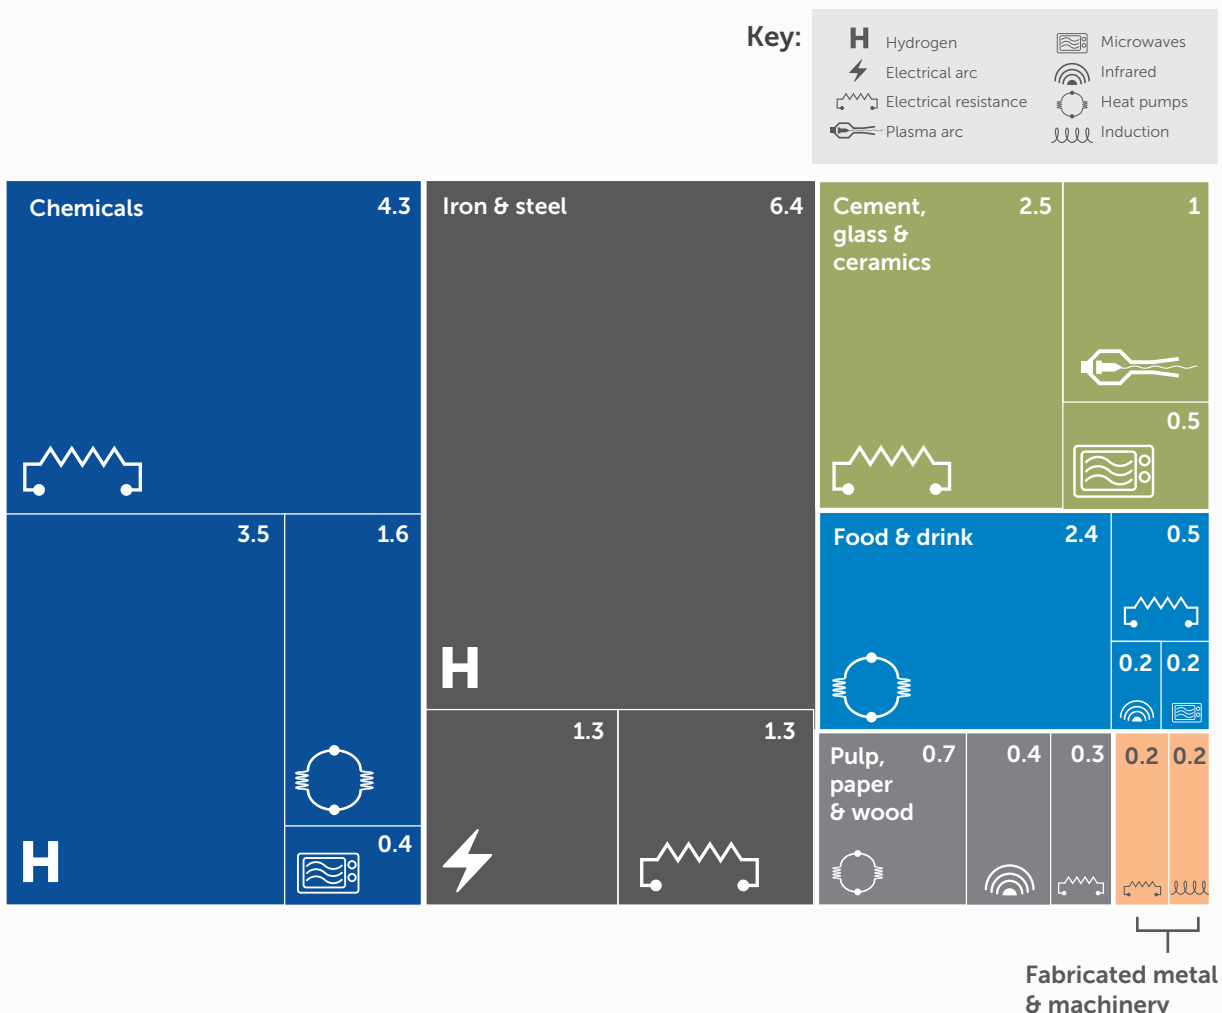 Key:
H Hydrogen
Electrical arc
Electrical resistance
Plasma arc
Microwaves
Infrared
Heat pumps
Induction
Chemicals 4.3
3.5
H
1.6
0.4
Iron & steel 6.4
H
1.3
1.3
Cement,
glass &
ceramics
2.5
1
0.5
Food & drink 2.4
0.5
0.2
0.2
Pulp,
paper
& wood
0.7
0.4
0.3
0.2
0.2
Fabricated metal
& machinery